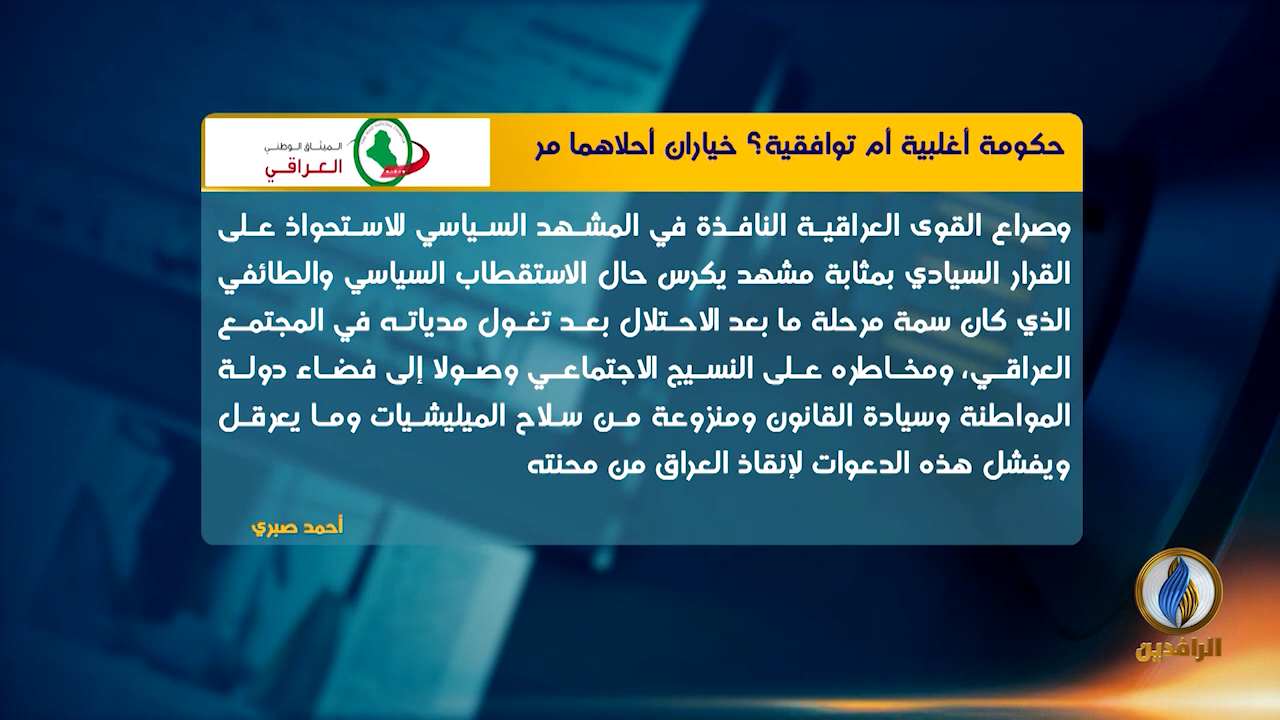 حكومة أغلبية أم توافقية؟ خياران أحلاهما مر
الميثاق الوطني
العراقي
وصراع القوى العراقية النافذة في المشهد السياسي للاستحواذ على
القرار السيادي بمثابة مشهد يكرس حال الاستقطاب السياسي والطائفي
الذي كان سمة مرحلة ما بعد الاحتلال بعد تغول مدياته في المجتمع
العراقي، ومخاطره على النسيج الاجتماعي وصولا إلى فضاء دولة
المواطنة وسيادة القانون ومنزوعة من سلاح الميليشيات وما يعرقل
ويفشل هذه الدعوات لإنقاذ العراق من محنته
أحمد صبري
الرافدين